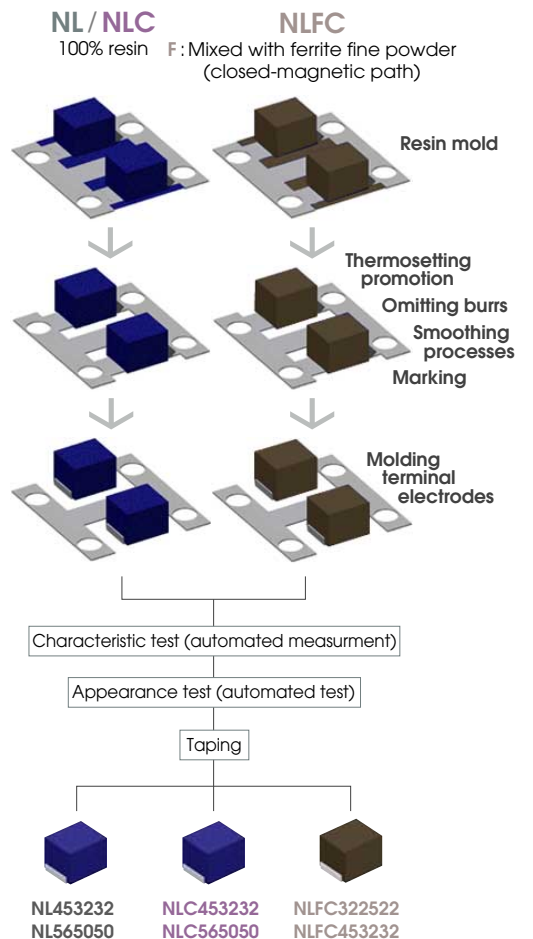 NL / NLC
100% resin
NLFC
F : Mixed with ferrite fine powder
(closed-magnetic path)
Resin mold
Thermosetting
promotion
Omitting burrs
Smoothing
processes
Marking
Molding
terminal
electrodes
Characteristic test (automated measurment)
Appearance test (automated test)
Taping
NL453232
NL565050
NLC453232
NLC565050
NLFC322522
NLFC453232